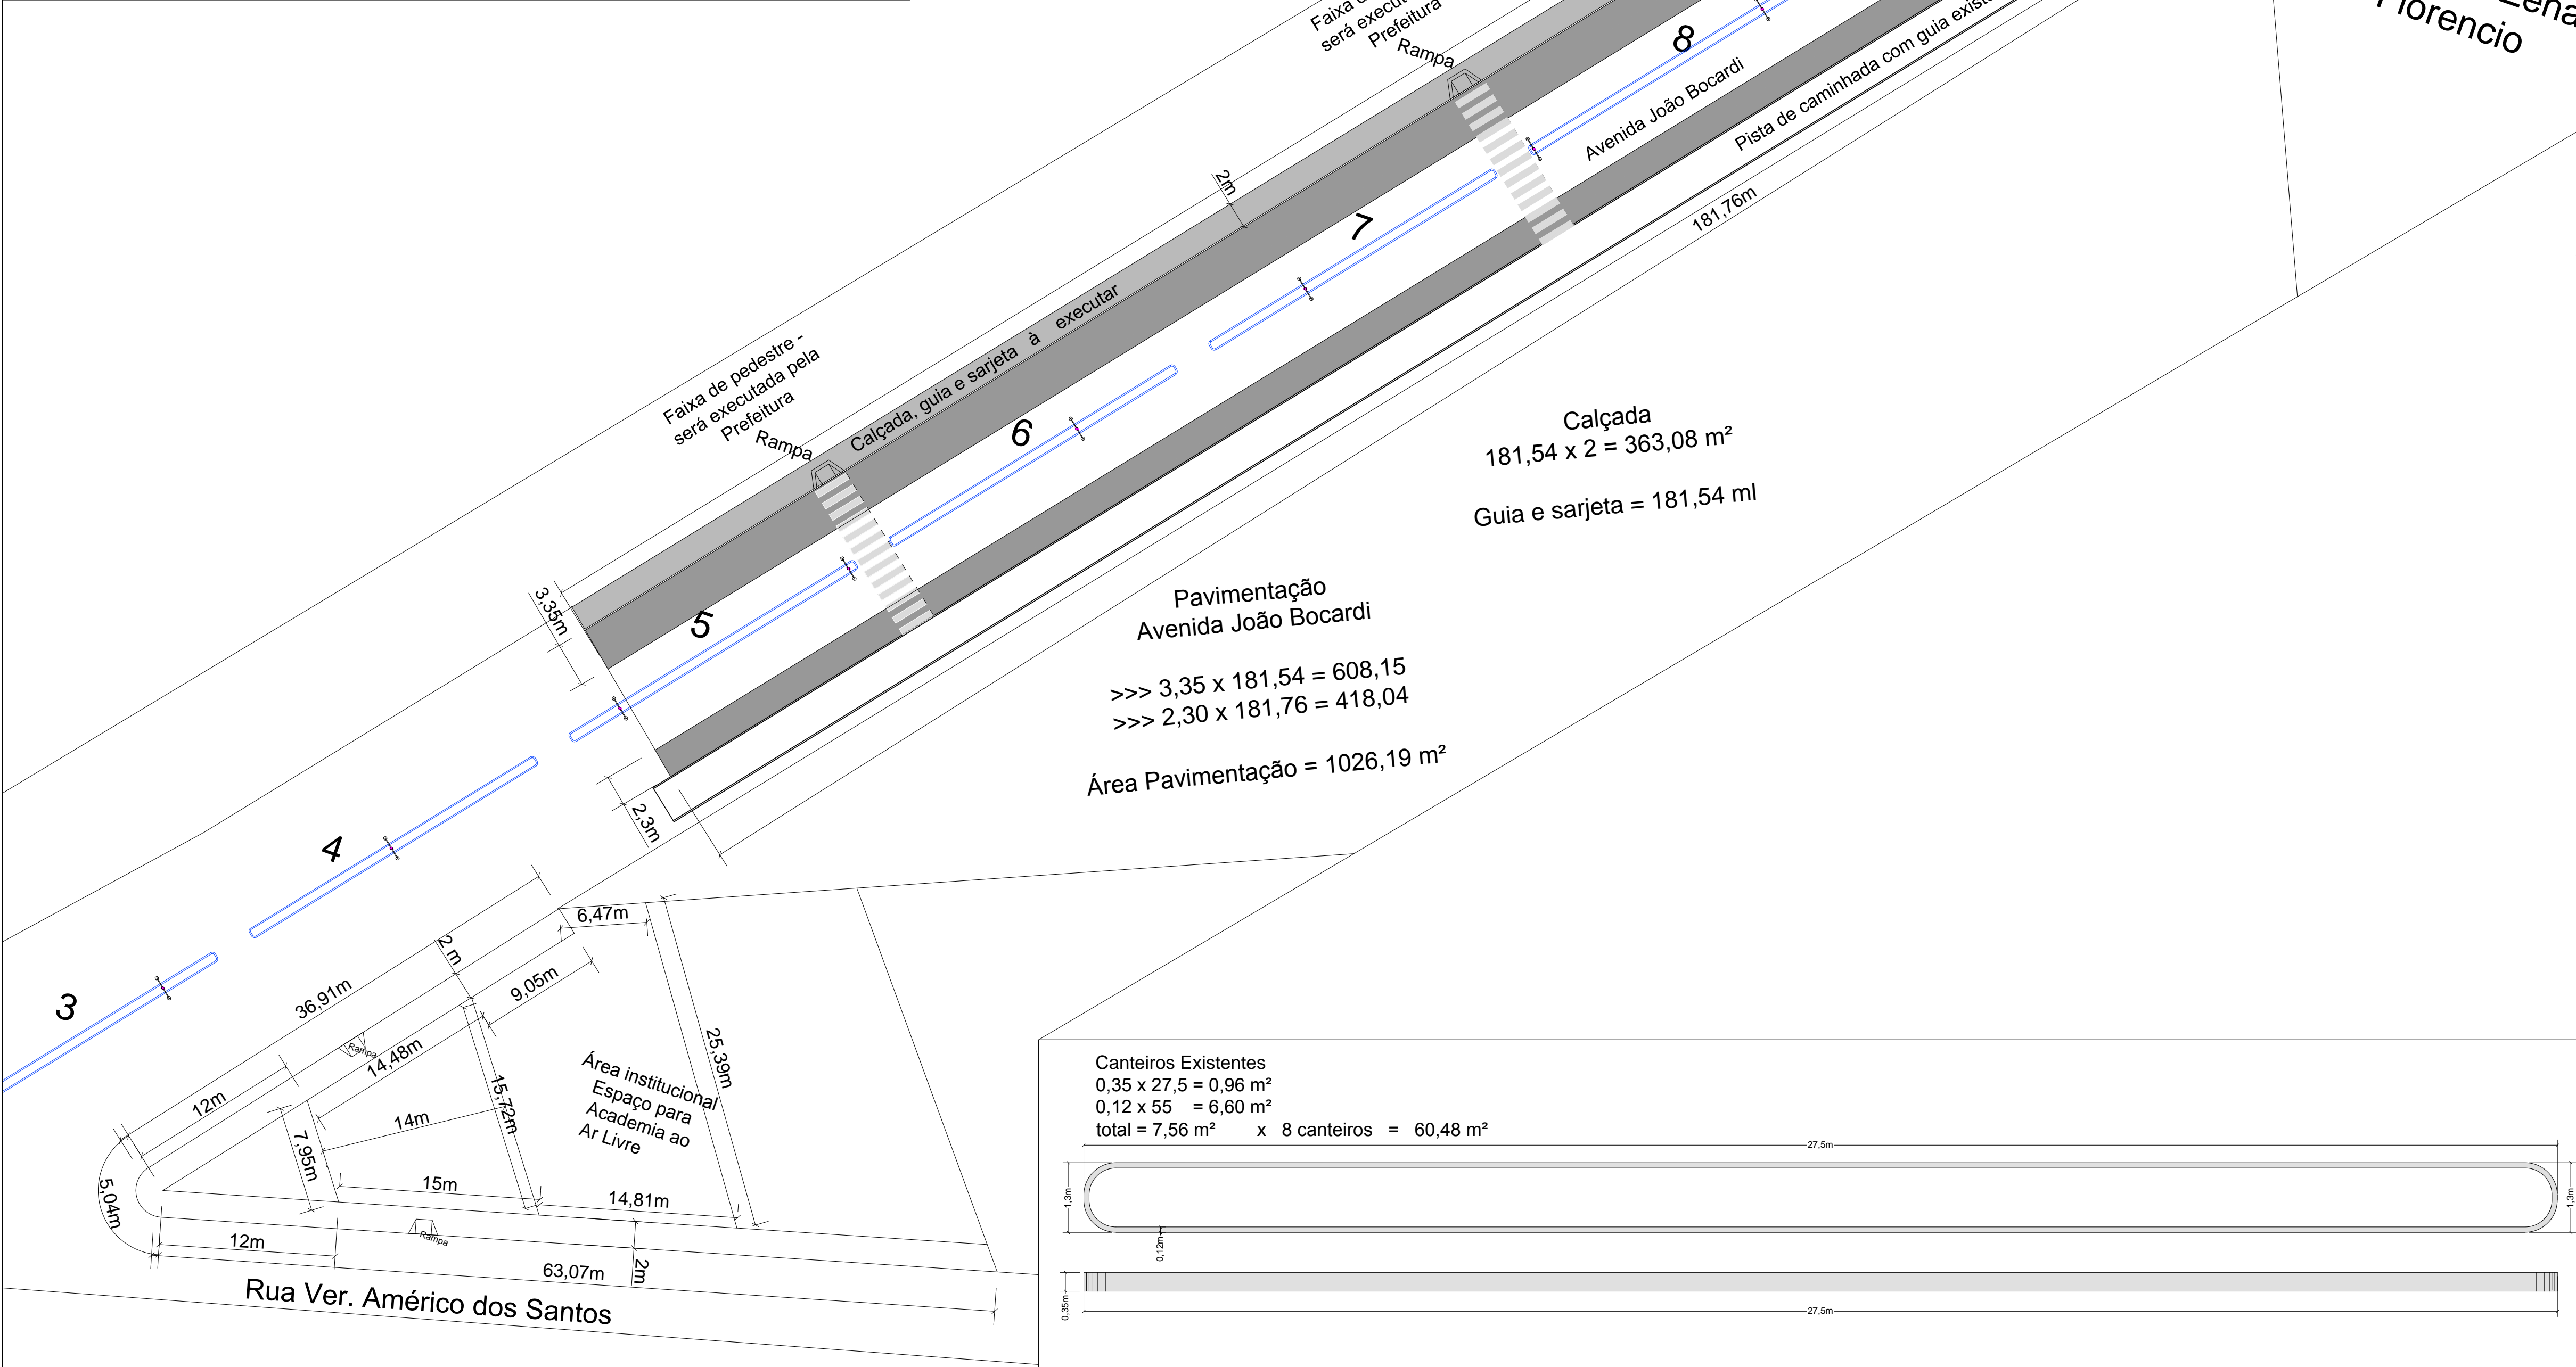 Faixa
será execut
Prefeitura
Rampa
8
Avenida João Bocardi
Pista de caminhada com guia exist
Florencio
2m
7
181,76m
Faixa de pedestre -
será executada pela
Prefeitura
Rampa
Calçada, guia e sarjeta à executar
6
Calçada
181,54 x 2 = 363,08 m²
Guia e sarjeta = 181,54 ml
3,35m
5
Pavimentação
Avenida João Bocardi
>>> 3,35 x 181,54 = 608,15
>>> 2,30 x 181,76 = 418,04
Área Pavimentação = 1026,19 m²
2,3m
4
3
36,91m
2 m
6,47m
9,05m
Rampa
14,48m
12m
15,72m
25,39m
14m
7,95m
Área institucional
Espaço para
Academia ao
Ar Livre
15m
14,81m
5,04m
12m
Rampa
63,07m
2m
Rua Ver. Américo dos Santos
Canteiros Existentes
0,35 x 27,5 = 0,96 m²
0,12 x 55 = 6,60 m²
total = 7,56 m² x 8 canteiros = 60,48 m²
27,5m
1,3m
1,3m
0,12m
0,35m
27,5m